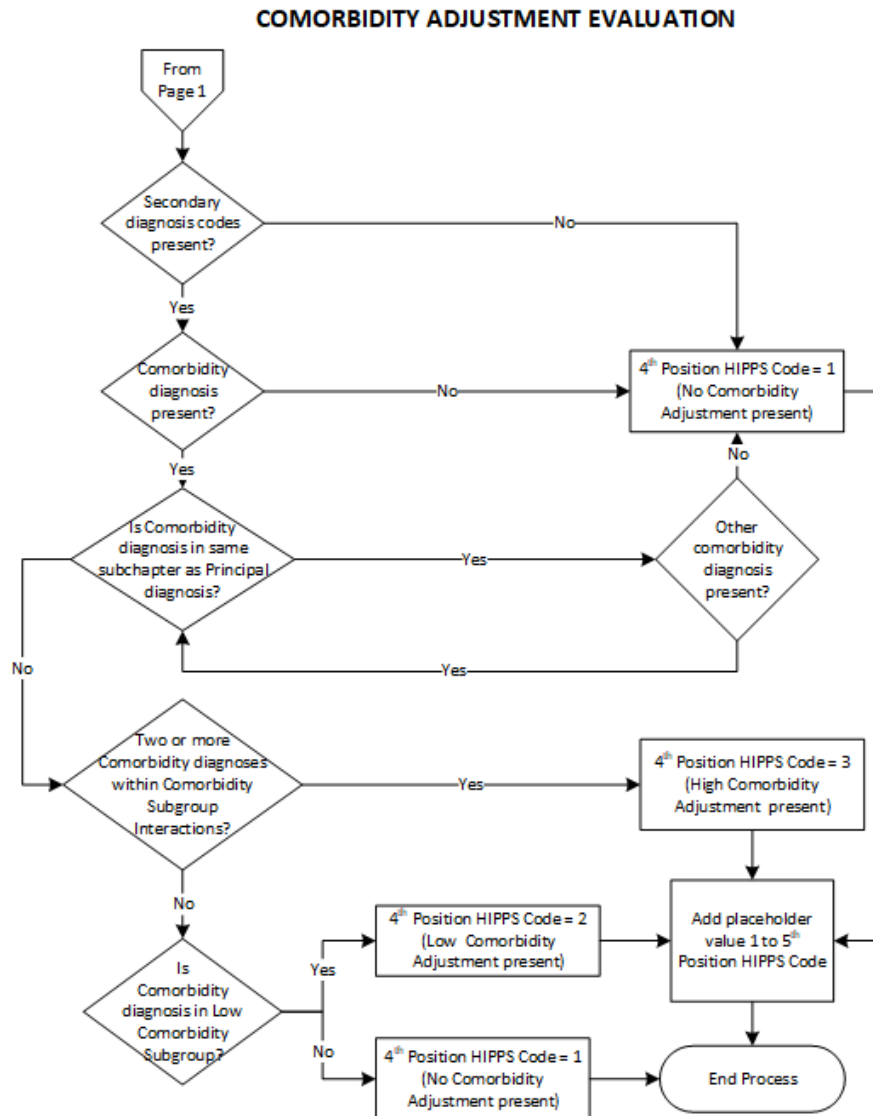 COMORBIDITY ADJUSTMENT EVALUATION
From
Page 1
Secondary
diagnosis codes
present?
No
Yes
Comorbidity
diagnosis
present?
No
4th Position HIPPS Code = 1
(No Comorbidity
Adjustment present)
Yes
No
Is Comorbidity
diagnosis in same
subchapter as Principal
diagnosis?
Yes
Other
comorbidity
diagnosis
present?
No
Yes
Two or more
Comorbidity diagnoses
within Comorbidity
Subgroup
Interactions?
Yes
4th Position HIPPS Code = 3
(High Comorbidity
Adjustment present)
No
4th Position HIPPS Code = 2
(Low Comorbidity
Adjustment present)
Add placeholder
value 1 to 5th
Position HIPPS Code
Is
Comorbidity
diagnosis in Low
Comorbidity
Subgroup?
Yes
No
4th Position HIPPS Code = 1
(No Comorbidity
Adjustment present)
End Process